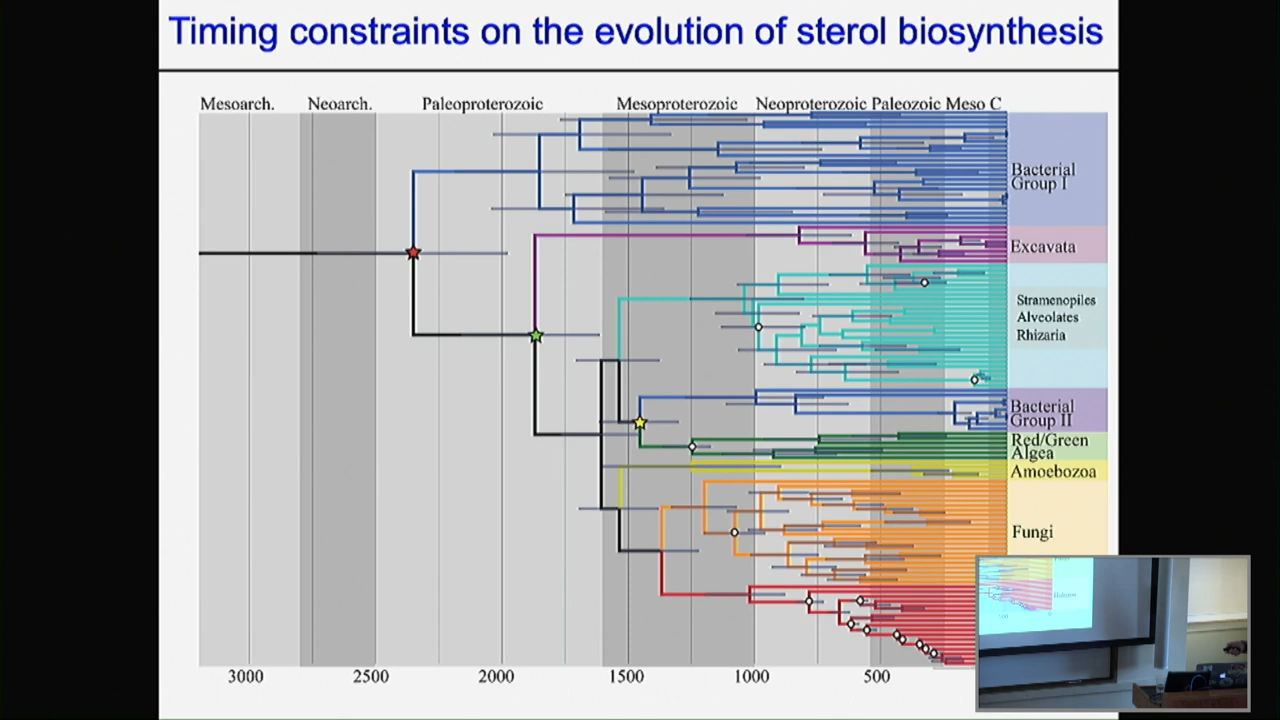 Timing constraints on the evolution of sterol biosynthesis
Mesoarch. Neoarch. Paleoproterozoic Mesoproterozoic Neoproterozoic Paleozoic Meso C
Bacterial
Group I
Excavata
Stramenopiles
Alveolates
Rhizaria
Bacterial
Group II
Red/Green
Algea
Amoebozoa
Fungi
3000 2500 2000 1500 1000 500